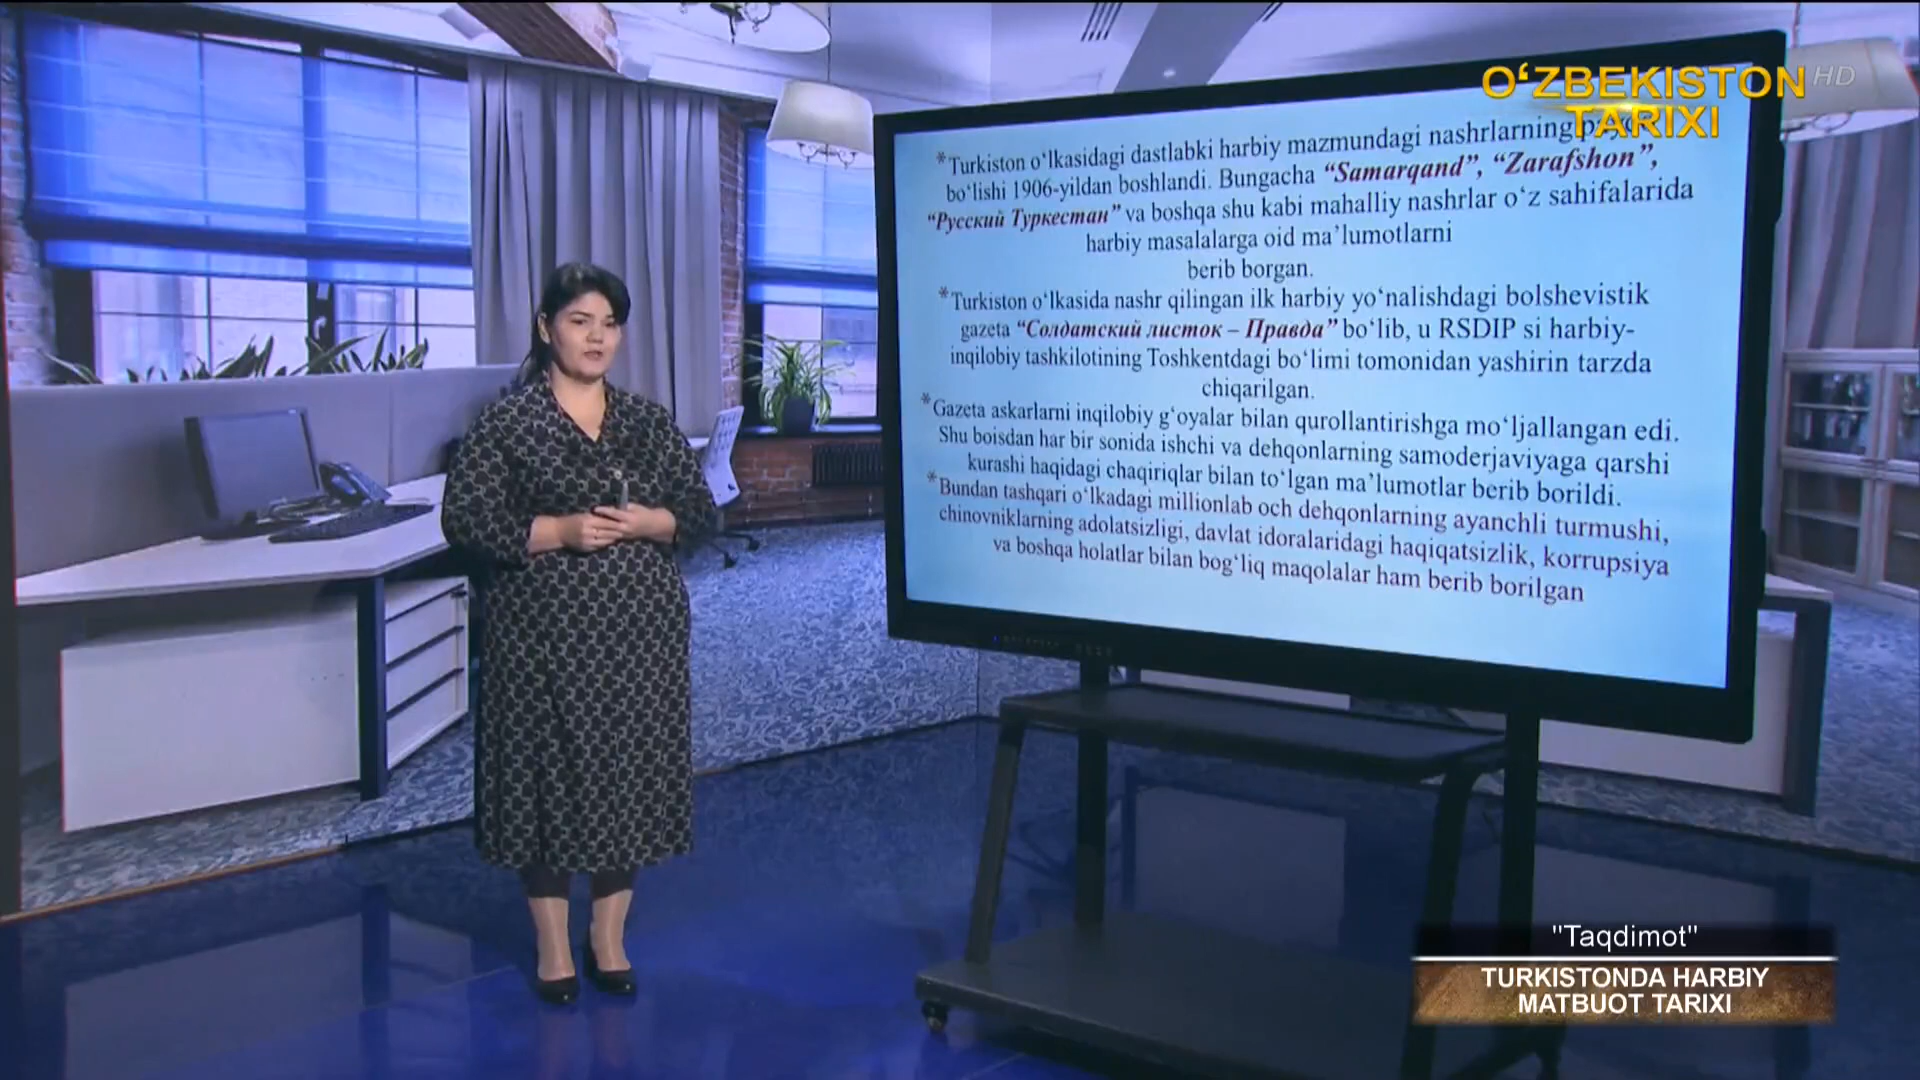 O‘ZBEKISTON HD
TARIXI
*Turkiston o‘lkasidagi dastlabki harbiy mazmundagi nashrlarning
bo‘lishi 1906-yildan boshlandi. Bungacha “Samarqand”, “Zarafshon”,
“Русский Туркестан” va boshqa shu kabi mahalliy nashrlar o‘z sahifalarida
harbiy masalalarga oid ma’lumotlarni
berib borgan.
*Turkiston o‘lkasida nashr qilingan ilk harbiy yo‘nalishdagi bolshevistik
gazeta “Солдатский листок – Правда” bo‘lib, u RSDIP si harbiy-
inqilobiy tashkilotining Toshkentdagi bo‘limi tomonidan yashirin tarzda
chiqarilgan.
*Gazeta askarlarni inqilobiy g‘oyalar bilan qurollantirishga mo‘ljallangan edi.
Shu boisdan har bir sonida ishchi va dehqonlarning samoderjaviyaga qarshi
kurashi haqidagi chaqiriqlar bilan to‘lgan ma’lumotlar berib borildi.
*Bundan tashqari o‘lkadagi millionlab och dehqonlarning ayanchli turmushi,
chinovniklarning adolatsizligi, davlat idoralaridagi haqiqatsizlik, korrupsiya
va boshqa holatlar bilan bog‘liq maqolalar ham berib borilgan
"Taqdimot"
TURKISTONDA HARBIY
MATBUOT TARIXI